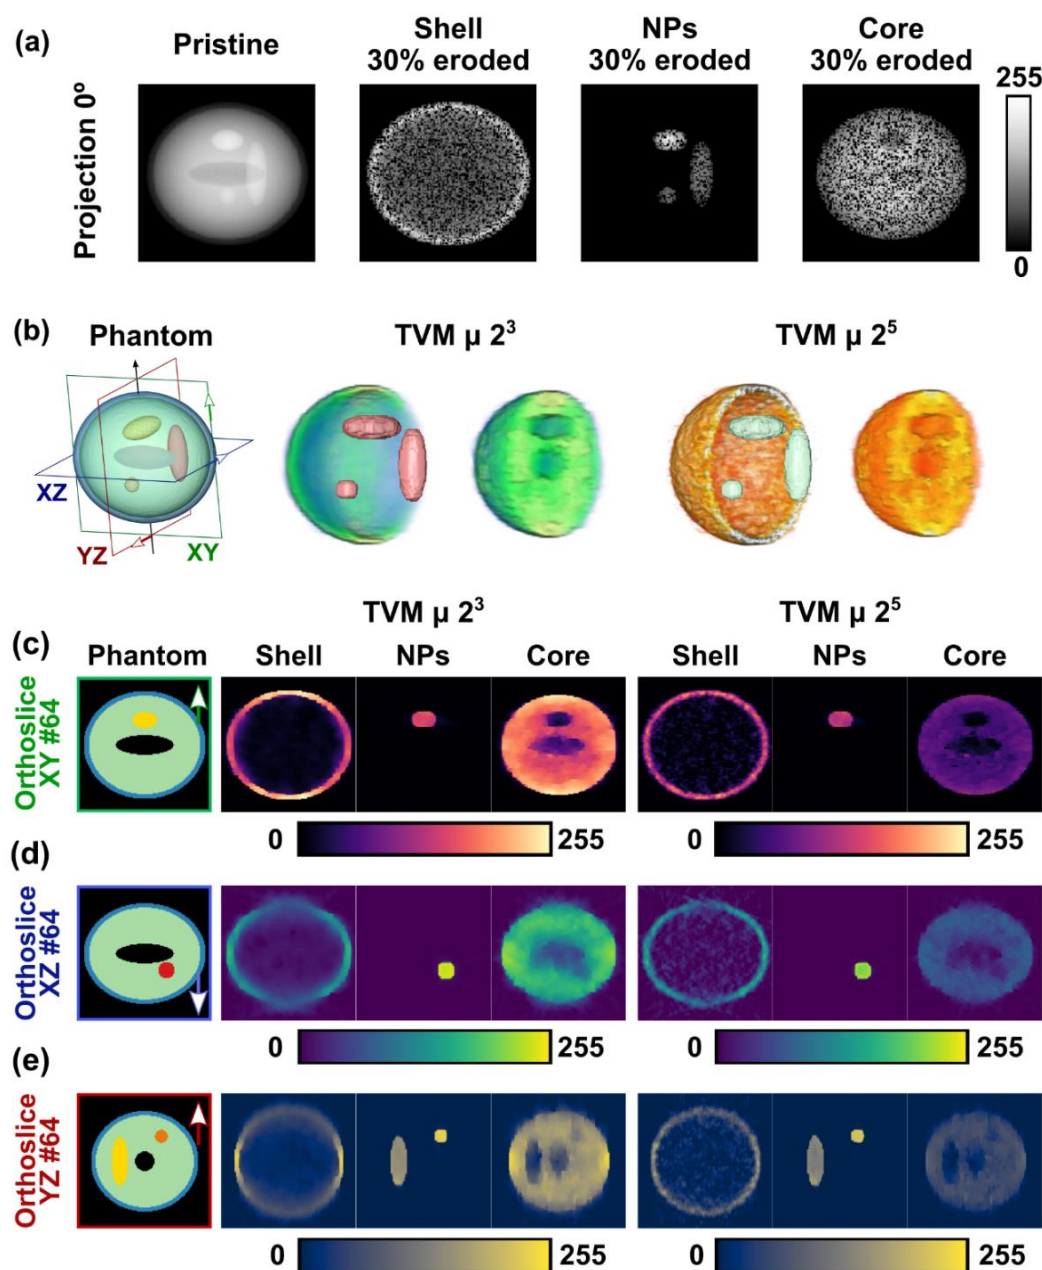 (a)
Pristine
Shell
30% eroded
NPs
30% eroded
Core
30% eroded
255
0
Projection 0º
(b)
Phantom
TVM µ 2³
TVM µ 2⁵
XZ
YZ
XY
TVM µ 2³
TVM µ 2⁵
(c)
Phantom
Shell
NPs
Core
Shell
NPs
Core
Orthoslice
XY #64
0
255
0
255
(d)
Orthoslice
XZ #64
0
255
0
255
(e)
Orthoslice
YZ #64
0
255
0
255